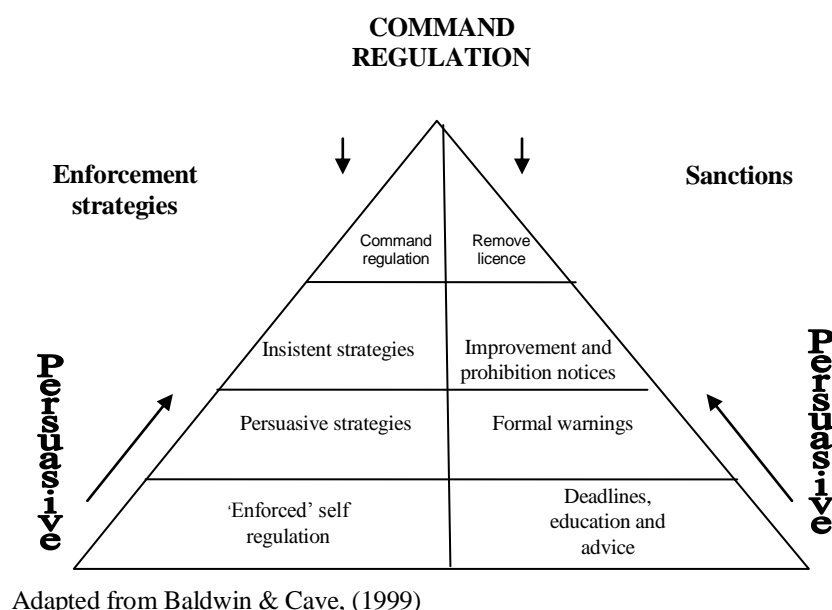 COMMAND
REGULATION
Enforcement
strategies
Sanctions
Command
regulation
Remove
licence
Insistent strategies
Improvement and
prohibition notices
Persuasive
Persuasive
Persuasive strategies
Formal warnings
‘Enforced’ self
regulation
Deadlines,
education and
advice
Adapted from Baldwin & Cave, (1999)